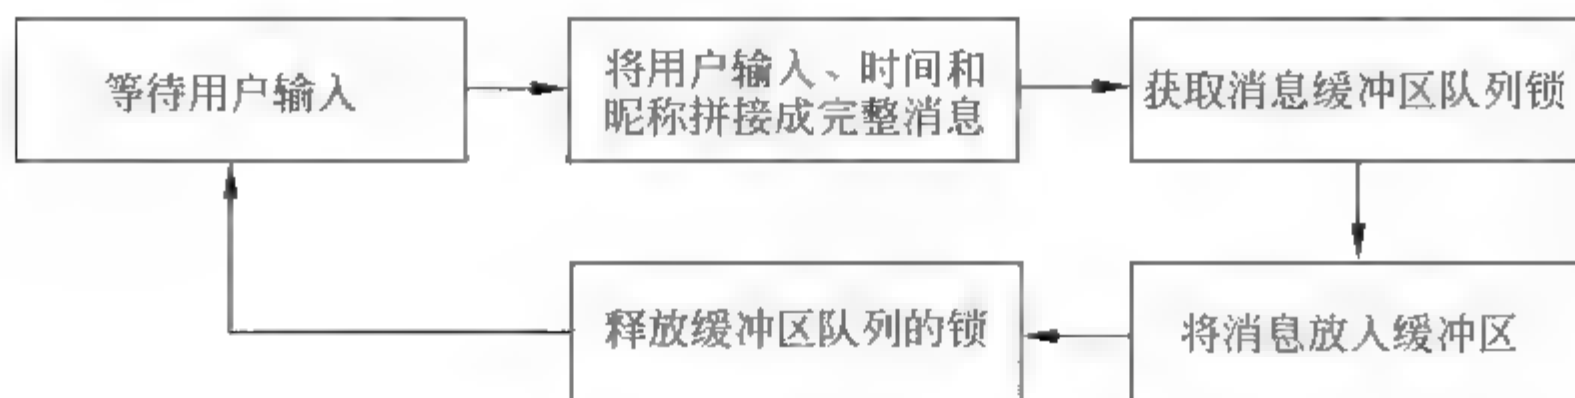 等待用户输入
将用户输入、时间和
昵称拼接成完整消息
获取消息缓冲区队列锁
将消息放入缓冲区
释放缓冲区队列的锁